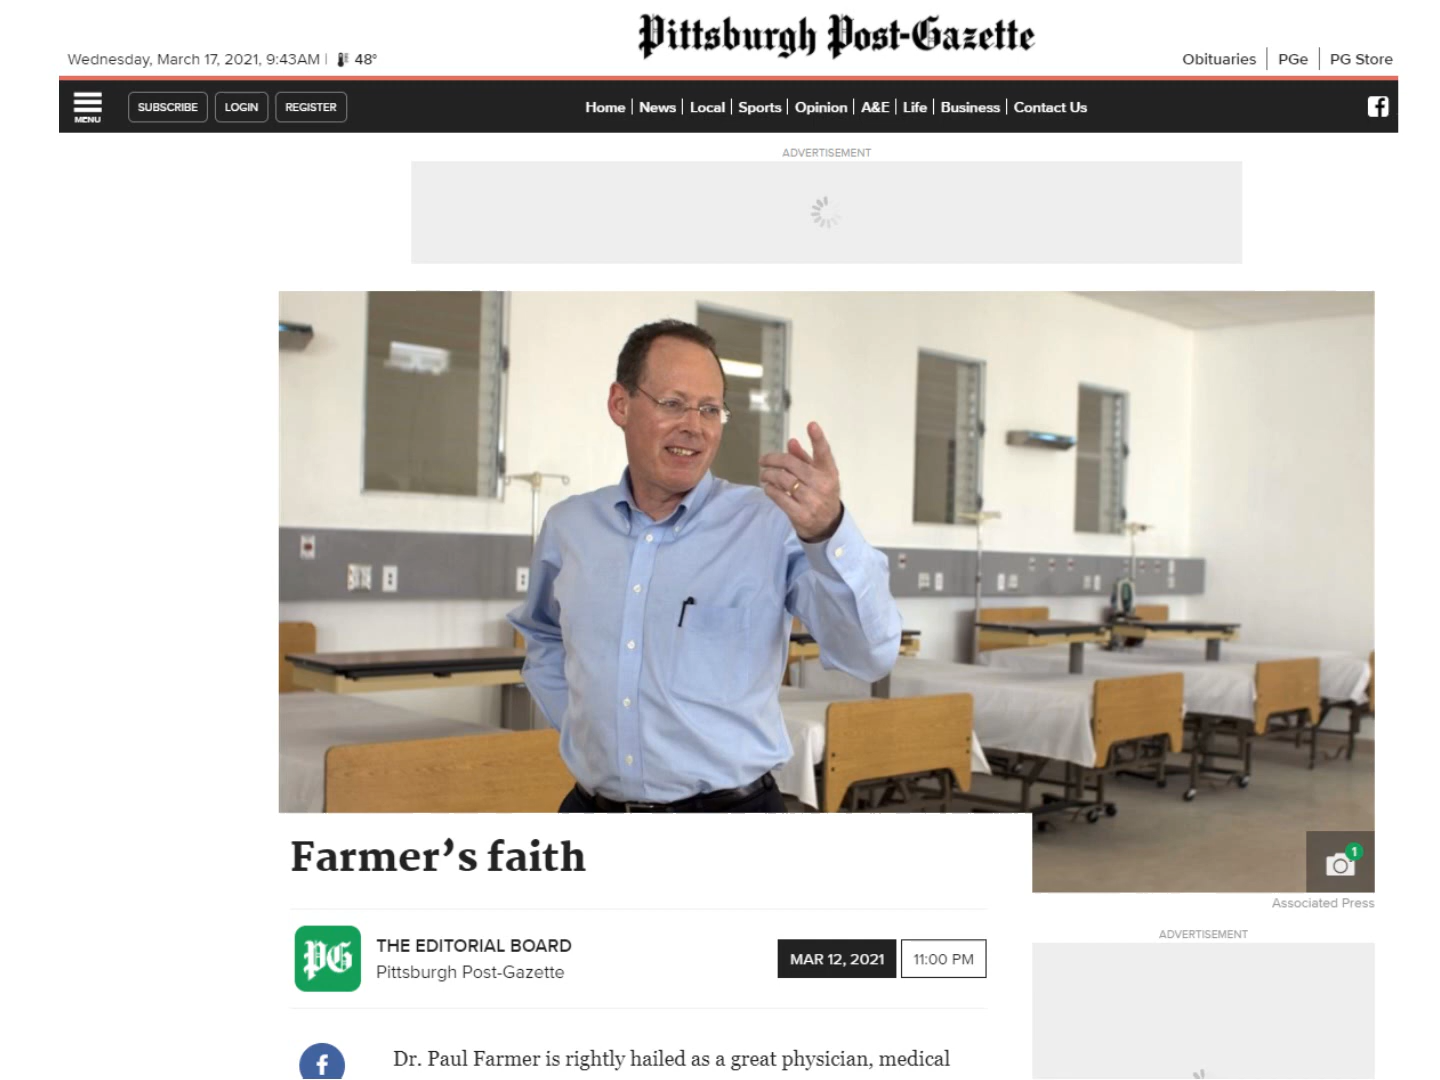 Pittsburgh Post-Gazette
Wednesday, March 17, 2021, 9:43AM | 48°
Obituaries | PGe | PG Store
MENU
SUBSCRIBE LOGIN REGISTER
Home | News | Local | Sports | Opinion | A&E | Life | Business | Contact Us
ADVERTISEMENT
1
Farmer’s faith
Associated Press
ADVERTISEMENT
PG
THE EDITORIAL BOARD
Pittsburgh Post-Gazette
MAR 12, 2021 11:00 PM
f
Dr. Paul Farmer is rightly hailed as a great physician, medical